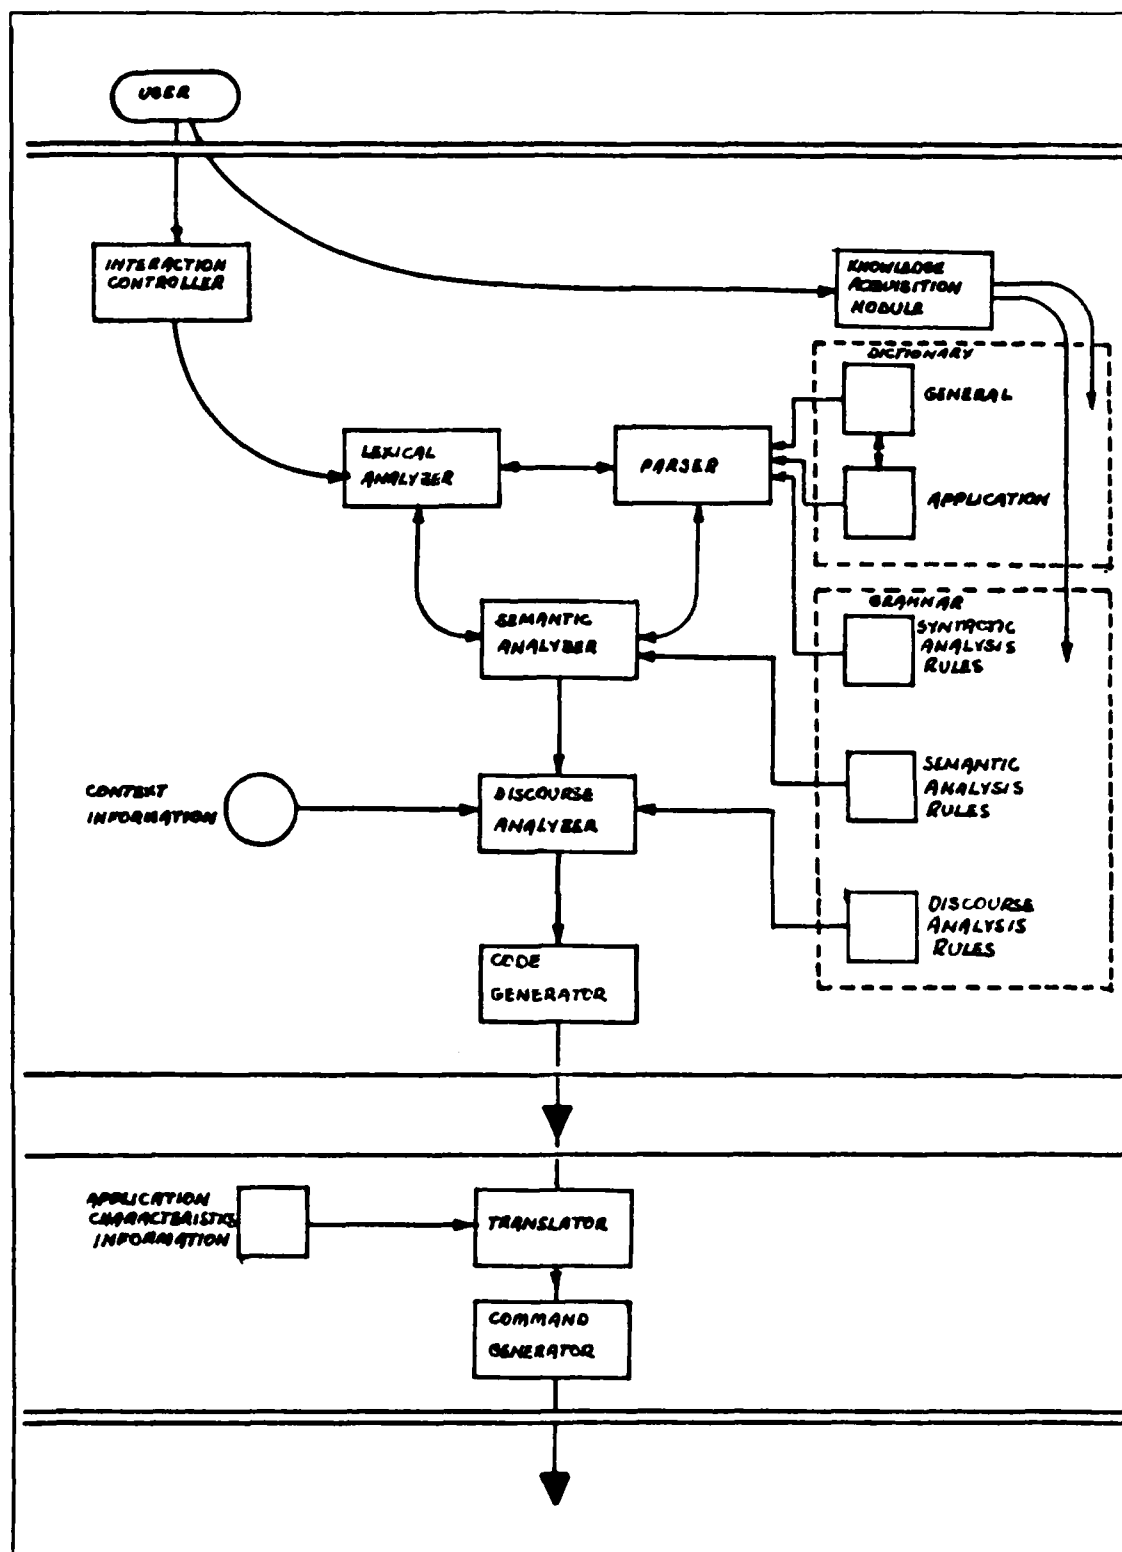 USER
INTERACTION
CONTROLLER
KNOWLEDGE
ACQUISITION
MODULE
DICTIONARY
GENERAL
LEXICAL
ANALYZER
PARSER
APPLICATION
GRAMMAR
SEMANTIC
ANALYZER
SYNTACTIC
ANALYSIS
RULES
CONTEXT
INFORMATION
DISCOURSE
ANALYZER
SEMANTIC
ANALYSIS
RULES
DISCOURSE
ANALYSIS
RULES
CODE
GENERATOR
APPLICATION
CHARACTERISTICS
INFORMATION
TRANSLATOR
COMMAND
GENERATOR